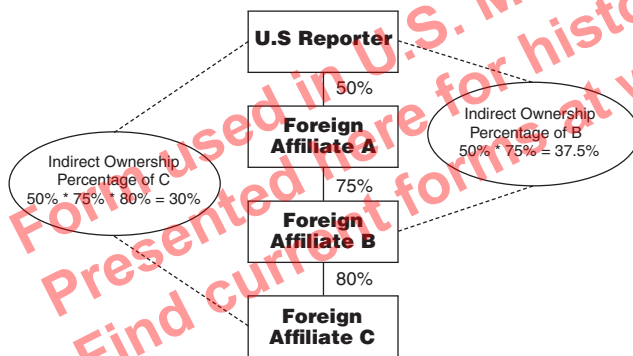 U.S Reporter
50%
Foreign
Affiliate A
Indirect Ownership
Percentage of B
50% * 75% = 37.5%
Indirect Ownership
Percentage of C
50% * 75% * 80% = 30%
75%
Foreign
Affiliate B
80%
Foreign
Affiliate C
Form used in U.S.
Presented here for
Find current forms at